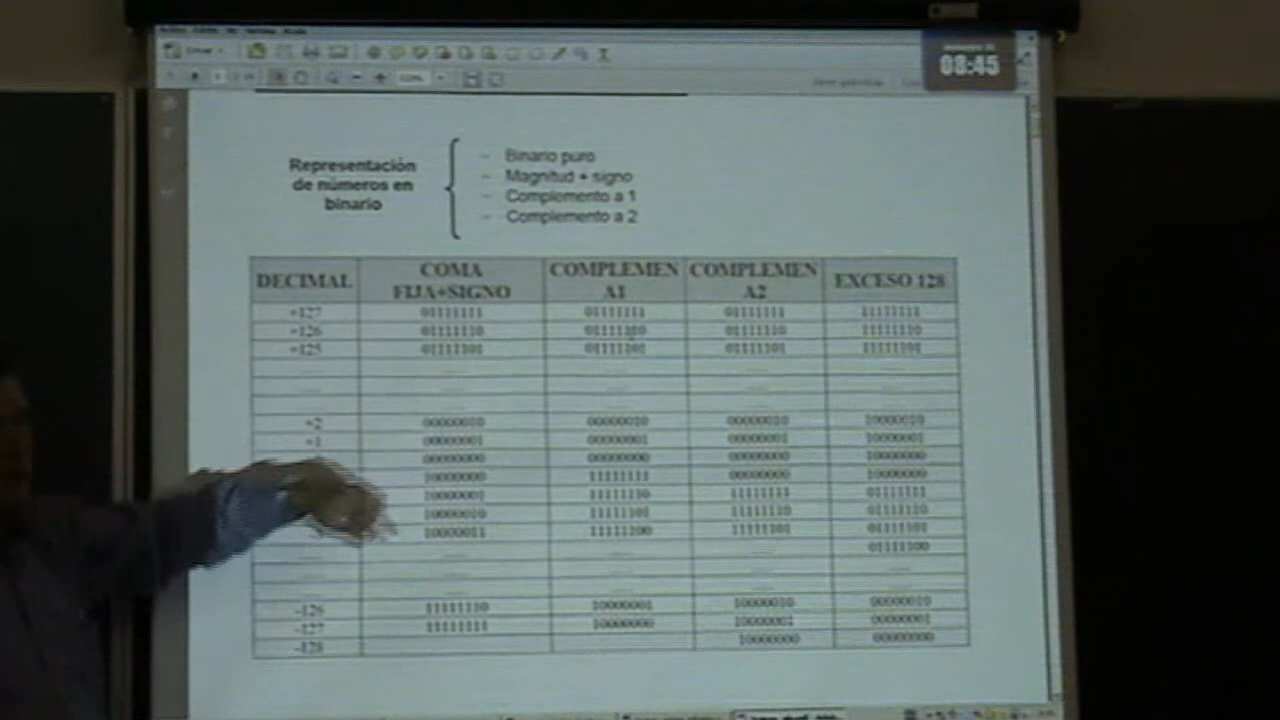 08:45
Representación
de números en
binario
- Binario puro
- Magnitud + signo
- Complemento a 1
- Complemento a 2
DECIMAL COMA FIJA+SIGNO COMPLEMEN A1 COMPLEMEN A2 EXCESO 128
+127 01111111 01111111 01111111 11111111
+126 01111110 01111110 01111110 11111110
+125 01111101 01111101 01111101 11111101
+2 00000010 00000010 00000010 10000010
+1 00000001 00000001 00000001 10000001
00000000 00000000 00000000 10000000
10000000 11111111 00000000 10000000
10000001 11111110 11111111 01111111
10000010 11111101 11111110 01111110
10000011 11111100 11111101 01111101
01111100
-126 11111110 10000001 10000010 00000010
-127 11111111 10000000 10000001 00000001
-128 10000000 00000000